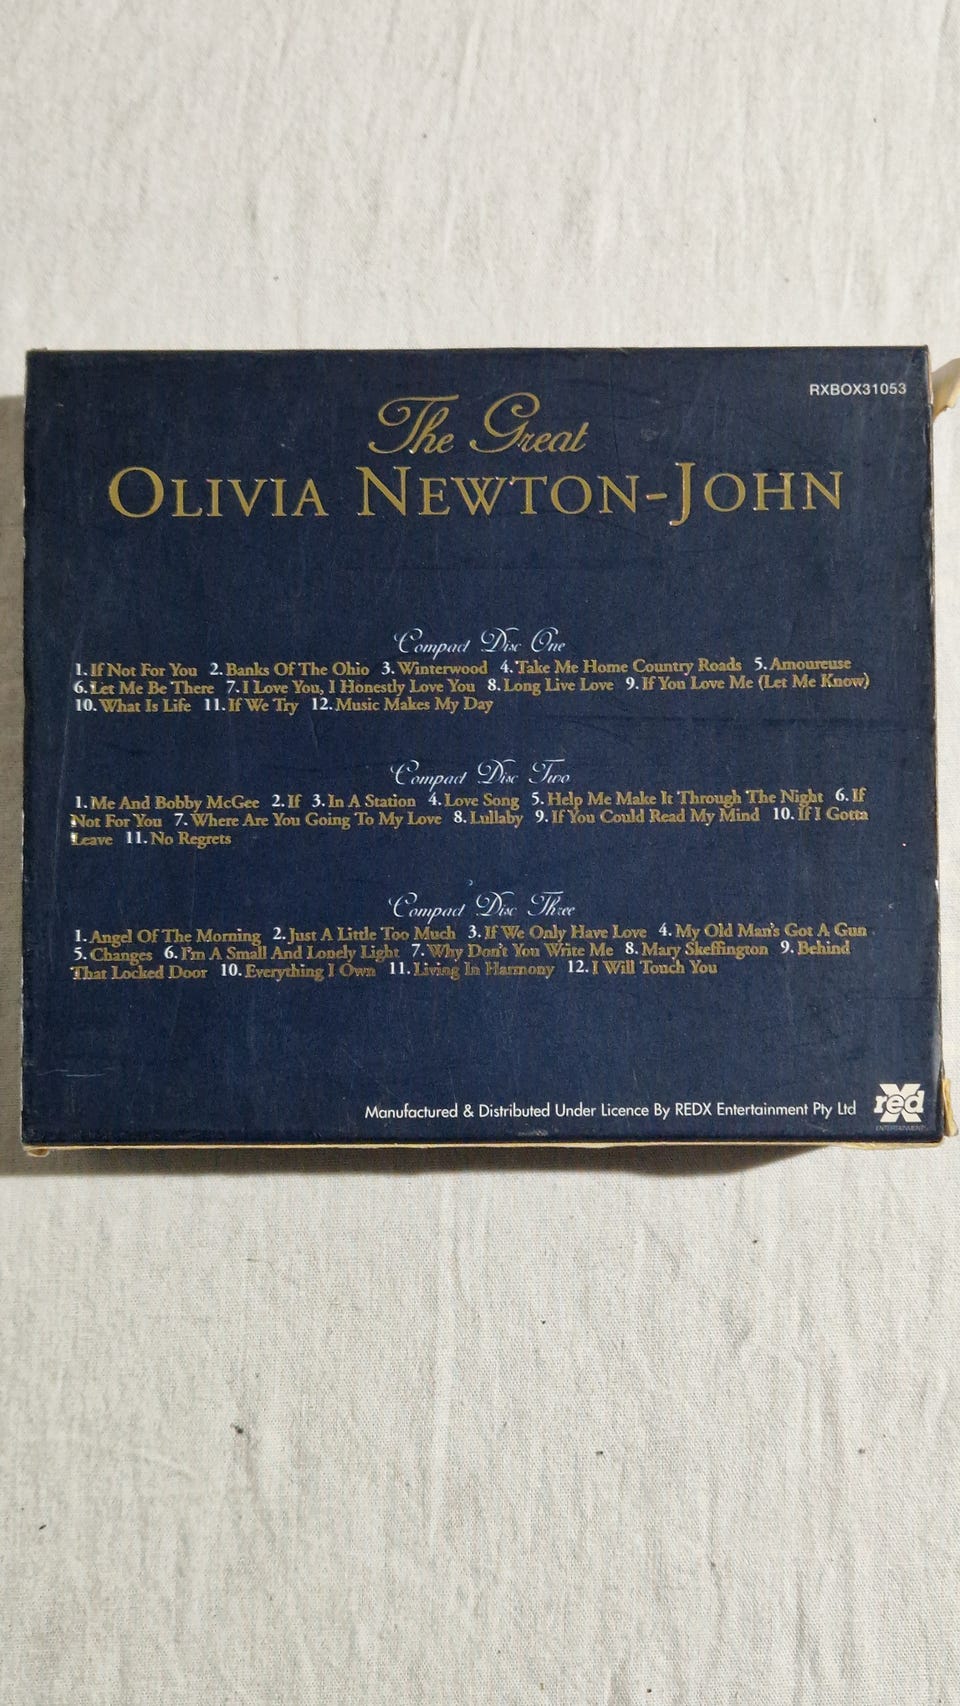 RXBOX31053
The Great
OLIVIA NEWTON-JOHN
Compact Disc One
1. If Not For You 2. Banks Of The Ohio 3. Winterwood 4. Take Me Home Country Roads 5. Amoureuse
6. Let Me Be There 7. I Love You, I Honestly Love You 8. Long Live Love 9. If You Love Me (Let Me Know)
10. What Is Life 11. If We Try 12. Music Makes My Day
Compact Disc Two
1. Me And Bobby McGee 2. If 3. In A Station 4. Love Song 5. Help Me Make It Through The Night 6. If
Not For You 7. Where Are You Going To My Love 8. Lullaby 9. If You Could Read My Mind 10. If I Gotta
Leave 11. No Regrets
Compact Disc Three
1. Angel Of The Morning 2. Just A Little Too Much 3. If We Only Have Love 4. My Old Man's Got A Gun
5. Changes 6. I'm A Small And Lonely Light 7. Why Don't You Write Me 8. Mary Skeffington 9. Behind
That Locked Door 10. Everything I Own 11. Living In Harmony 12. I Will Touch You
Manufactured & Distributed Under Licence By REDX Entertainment Pty Ltd
red X
ENTERTAINMENT